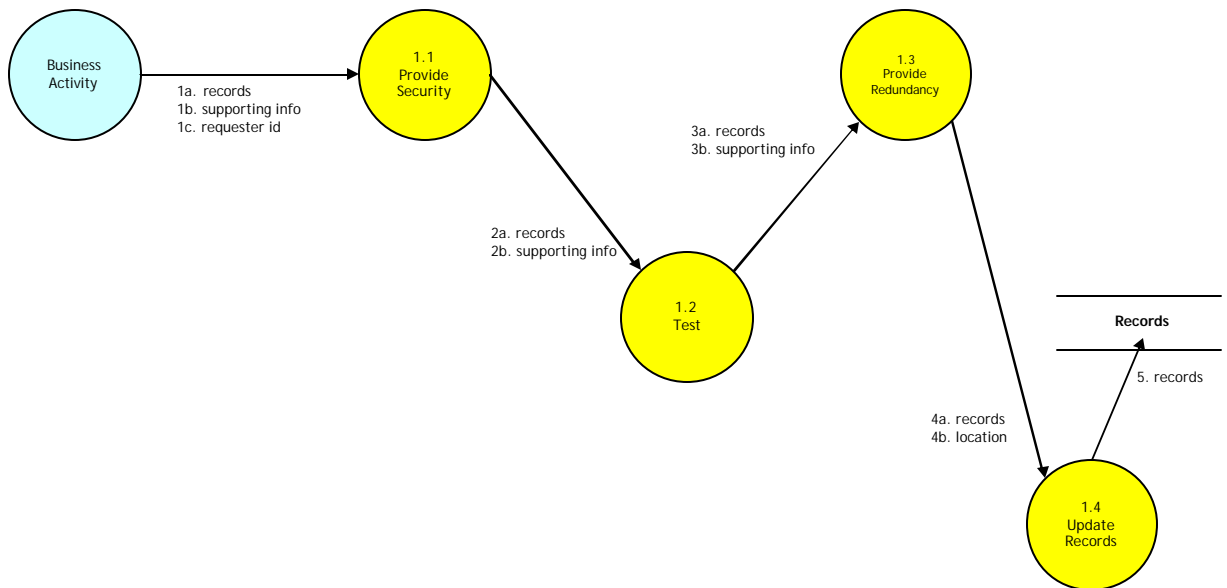 Business
Activity
1a. records
1b. supporting info
1c. requester id
1.1
Provide
Security
2a. records
2b. supporting info
1.2
Test
3a. records
3b. supporting info
1.3
Provide
Redundancy
4a. records
4b. location
1.4
Update
Records
5. records
Records